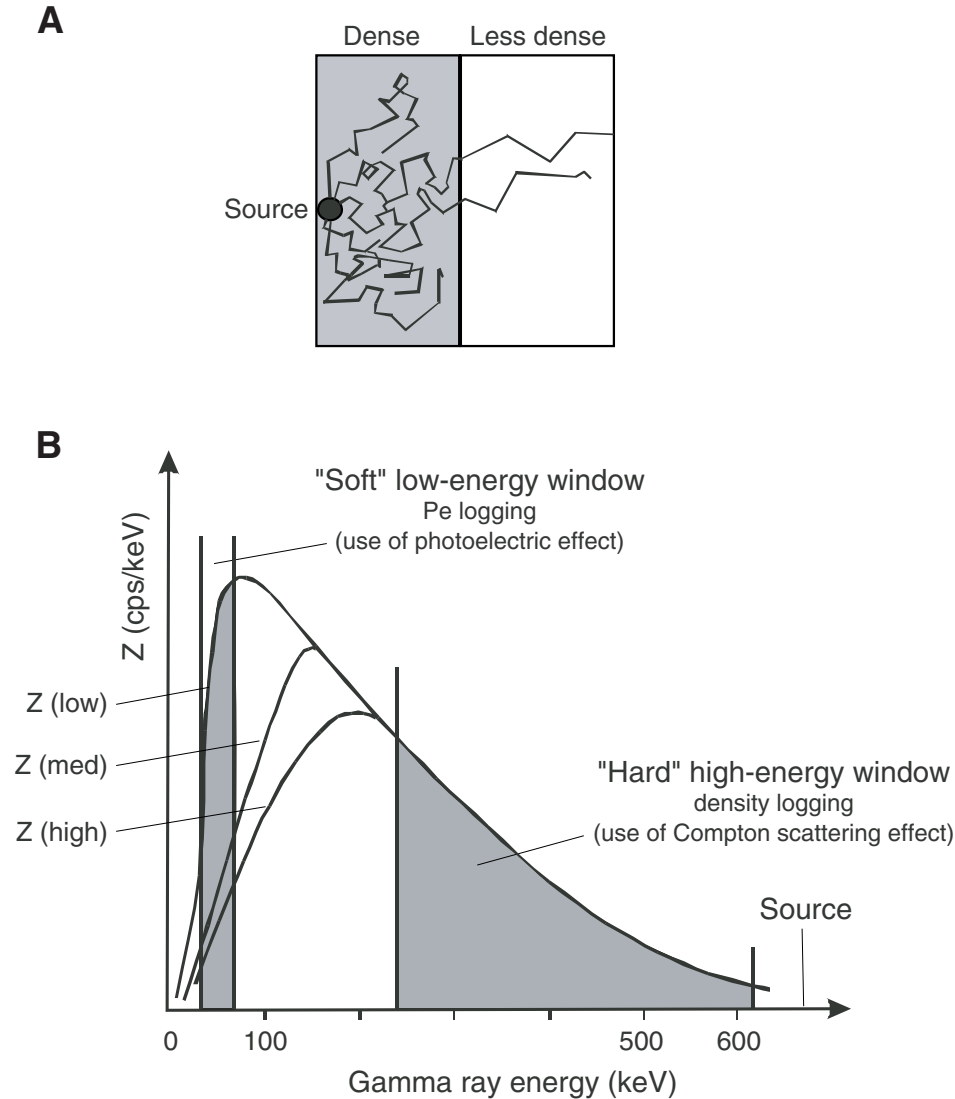 A
Dense
Less dense
Source
B
"Soft" low-energy window
Pe logging
(use of photoelectric effect)
Z (cps/keV)
Z (low)
Z (med)
Z (high)
"Hard" high-energy window
density logging
(use of Compton scattering effect)
Source
0
100
500
600
Gamma ray energy (keV)